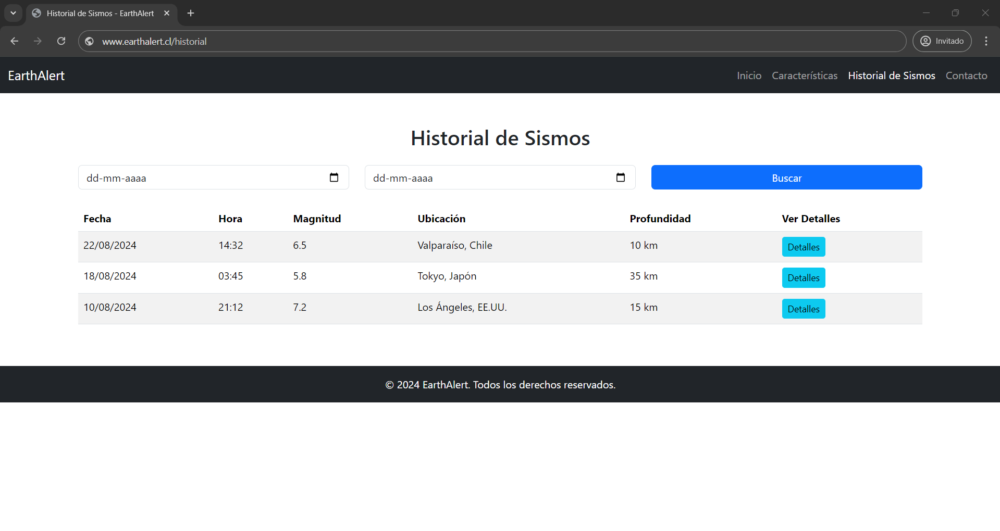 Historial de Sismos - EarthAlert
www.earthalert.cl/historial
Invitado
EarthAlert
Inicio Características Historial de Sismos Contacto
Historial de Sismos
dd-mm-aaaa dd-mm-aaaa Buscar
Fecha Hora Magnitud Ubicación Profundidad Ver Detalles
22/08/2024 14:32 6.5 Valparaíso, Chile 10 km Detalles
18/08/2024 03:45 5.8 Tokyo, Japón 35 km Detalles
10/08/2024 21:12 7.2 Los Ángeles, EE.UU. 15 km Detalles
© 2024 EarthAlert. Todos los derechos reservados.